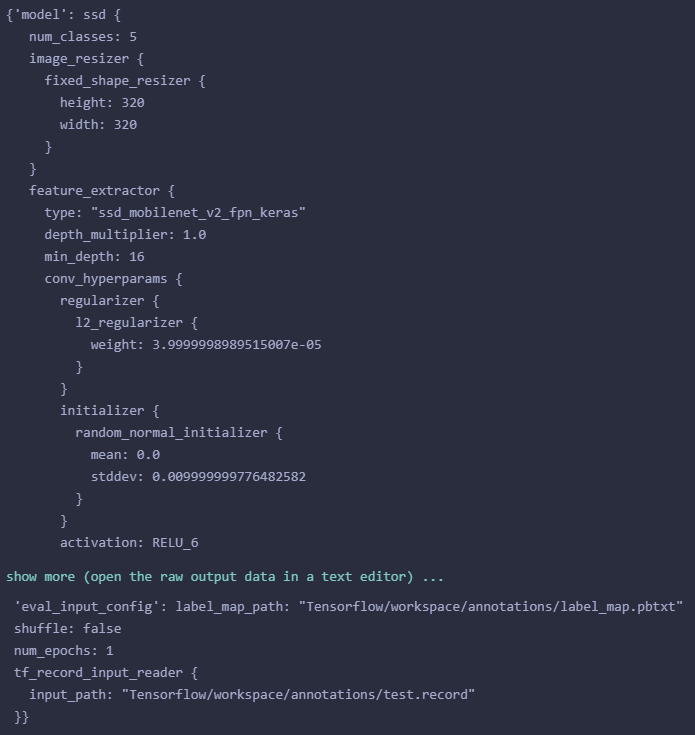 {'model': ssd {
num_classes: 5
image_resizer {
fixed_shape_resizer {
height: 320
width: 320
}
}
feature_extractor {
type: "ssd_mobilenet_v2_fpn_keras"
depth_multiplier: 1.0
min_depth: 16
conv_hyperparams {
regularizer {
l2_regularizer {
weight: 3.9999998989515007e-05
}
}
initializer {
random_normal_initializer {
mean: 0.0
stddev: 0.009999999776482582
}
}
activation: RELU_6
show more (open the raw output data in a text editor) ...
'eval_input_config': label_map_path: "Tensorflow/workspace/annotations/label_map.pbtxt"
shuffle: false
num_epochs: 1
tf_record_input_reader {
input_path: "Tensorflow/workspace/annotations/test.record"
}}